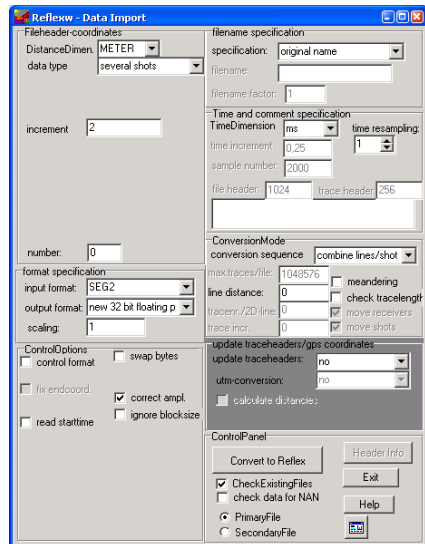 Reflexw - Data Import
Fileheader-coordinates
DistanceDimen. METER
data type several shots
increment 2
number: 0
format specification
input format: SEG2
output format: new 32 bit floating p
scaling: 1
ControlOptions
control format
swap bytes
fix endcoord.
correct ampl.
ignore blocksize
read starttime
filename specification
specification: original name
filename:
filename factor: 1
Time and comment specification
TimeDimension ms
time resampling: 1
time increment 0,25
sample number: 2000
file header: 1024 trace header: 256
ConversionMode
conversion sequence combine lines/shot
max.traces/file: 1048576
meandering
line distance: 0
check tracelength
tracenr./2D-line: 0
move receivers
trace incr. 0
move shots
update traceheaders/gps coordinates
update traceheaders: no
utm-conversion: no
calculate distancies
ControlPanel
Convert to Reflex
Header Info
CheckExistingFiles
Exit
check data for NAN
Help
PrimaryFile
SecondaryFile